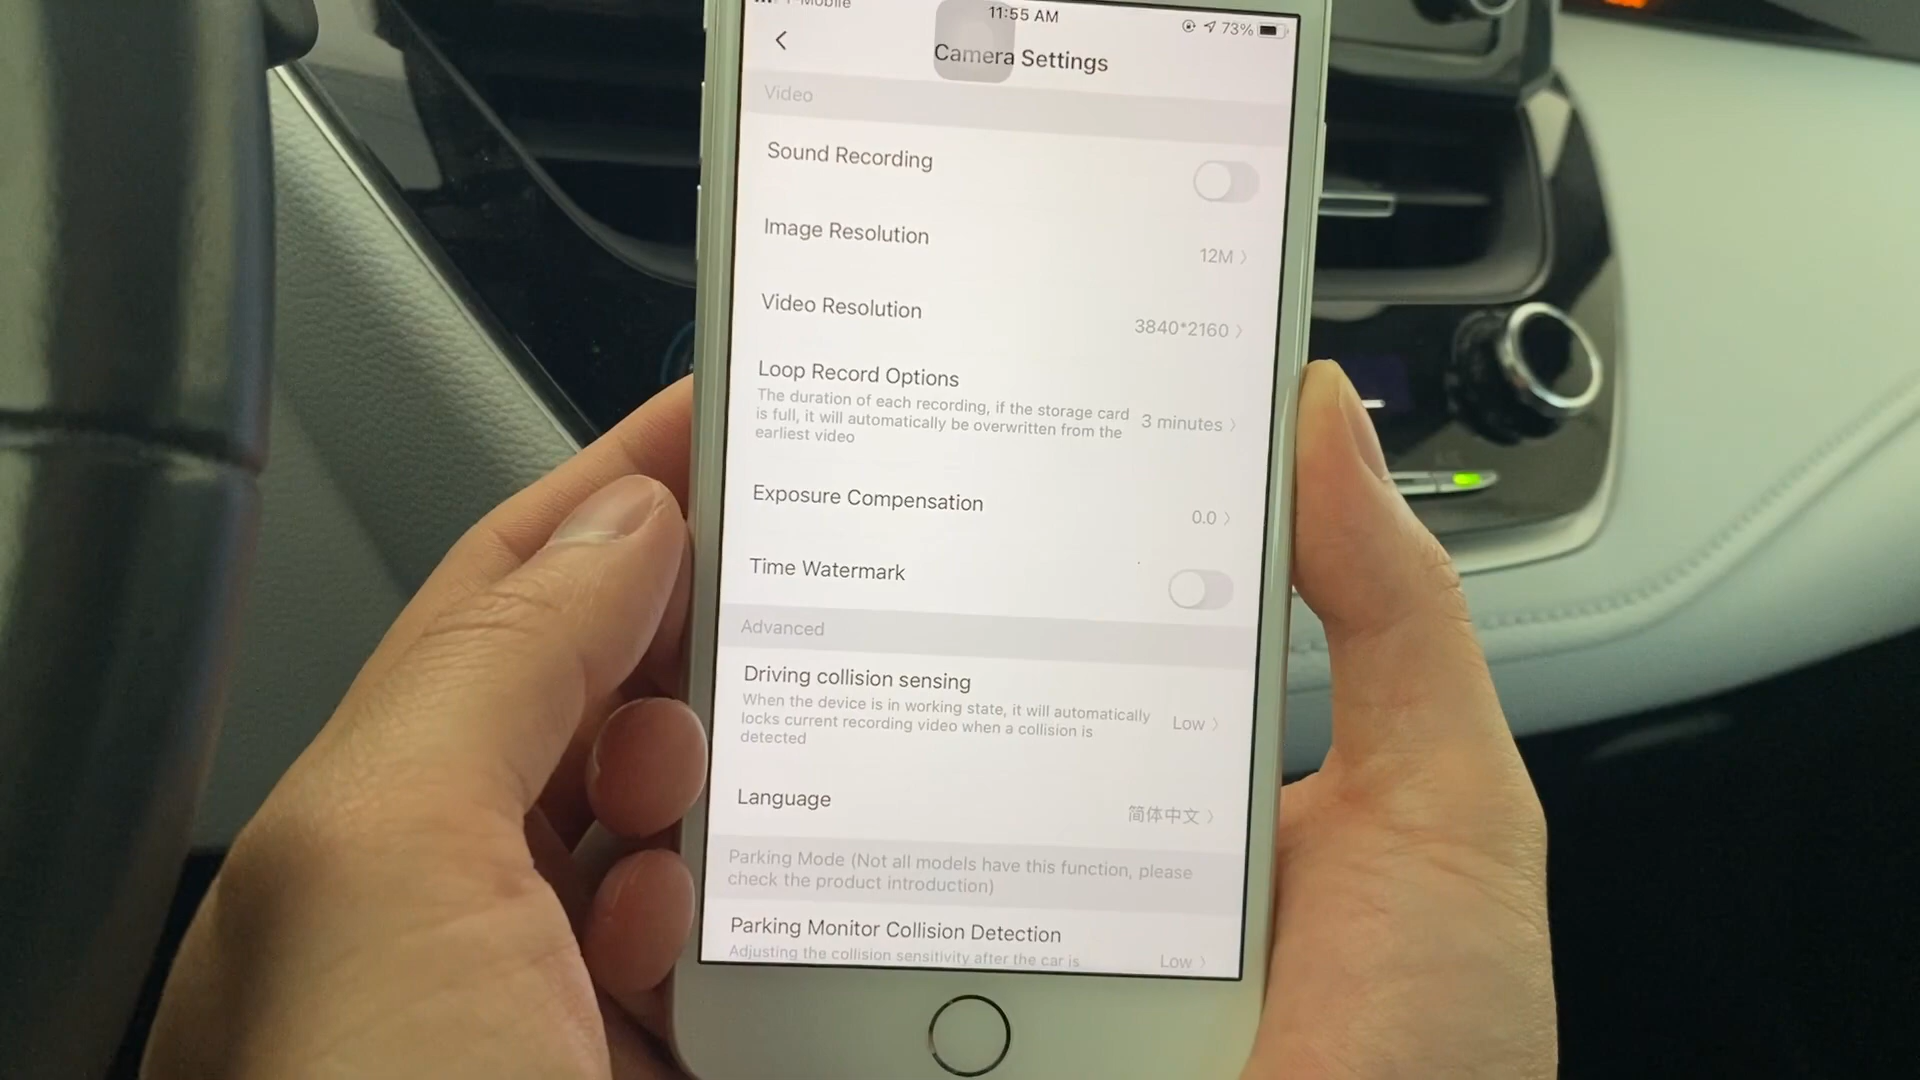 T-Mobile
11:55 AM
73%
Camera Settings
Video
Sound Recording
Image Resolution
12M
Video Resolution
3840*2160
Loop Record Options
The duration of each recording, if the storage card
is full, it will automatically be overwritten from the
earliest video
3 minutes
Exposure Compensation
0.0
Time Watermark
Advanced
Driving collision sensing
When the device is in working state, it will automatically
locks current recording video when a collision is
detected
Low
Language
简体中文
Parking Mode (Not all models have this function, please
check the product introduction)
Parking Monitor Collision Detection
Adjusting the collision sensitivity after the car is
Low